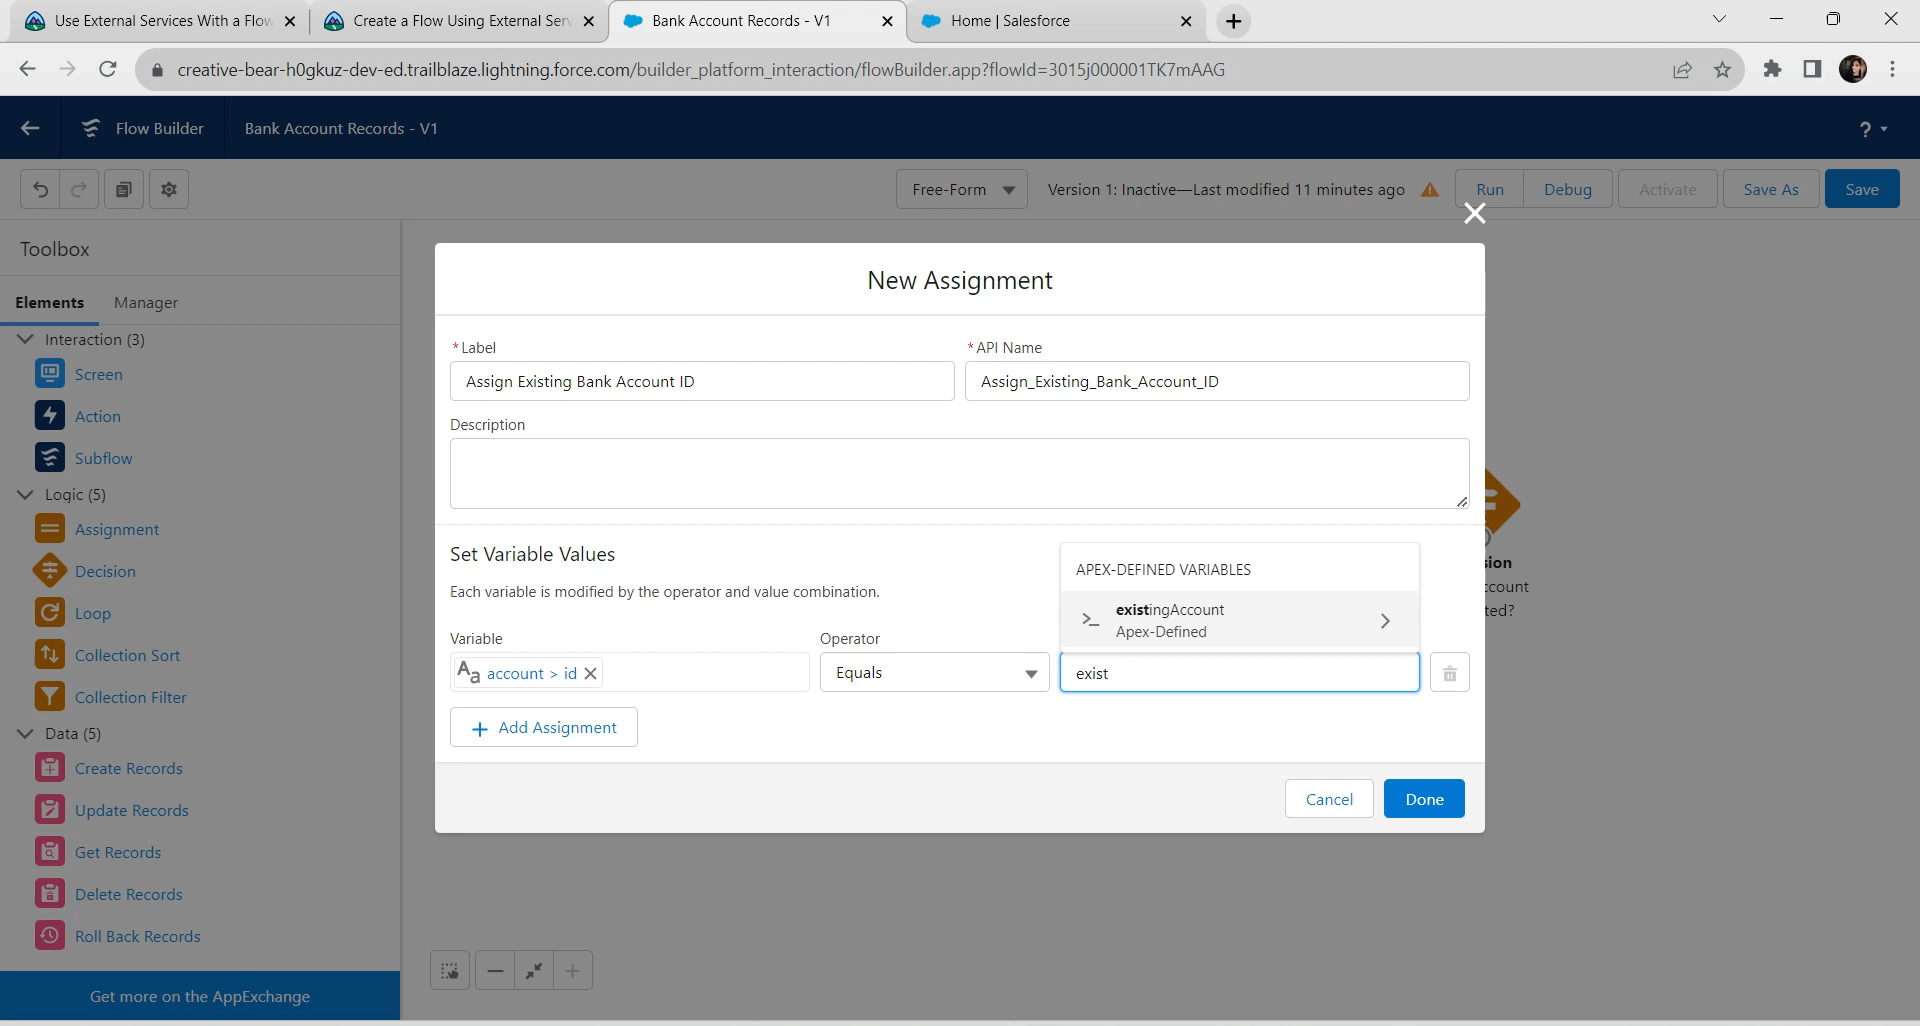 Use External Services With a Flow
Create a Flow Using External Serv
Bank Account Records - V1
Home | Salesforce
creative-bear-h0gkuz-dev-ed.trailblaze.lightning.force.com/builder_platform_interaction/flowBuilder.app?flowId=3015j000001TK7mAAG
Flow Builder
Bank Account Records - V1
?
Free-Form
Version 1: Inactive—Last modified 11 minutes ago
Run
Debug
Activate
Save As
Save
Toolbox
Elements
Manager
Interaction (3)
Screen
Action
Subflow
Logic (5)
Assignment
Decision
Loop
Collection Sort
Collection Filter
Data (5)
Create Records
Update Records
Get Records
Delete Records
Roll Back Records
Get more on the AppExchange
New Assignment
* Label
Assign Existing Bank Account ID
* API Name
Assign_Existing_Bank_Account_ID
Description
Set Variable Values
Each variable is modified by the operator and value combination.
Variable
Aa account > id
Operator
Equals
APEX-DEFINED VARIABLES
existingAccount
Apex-Defined
exist
+ Add Assignment
Cancel
Done
sion
count
ted?